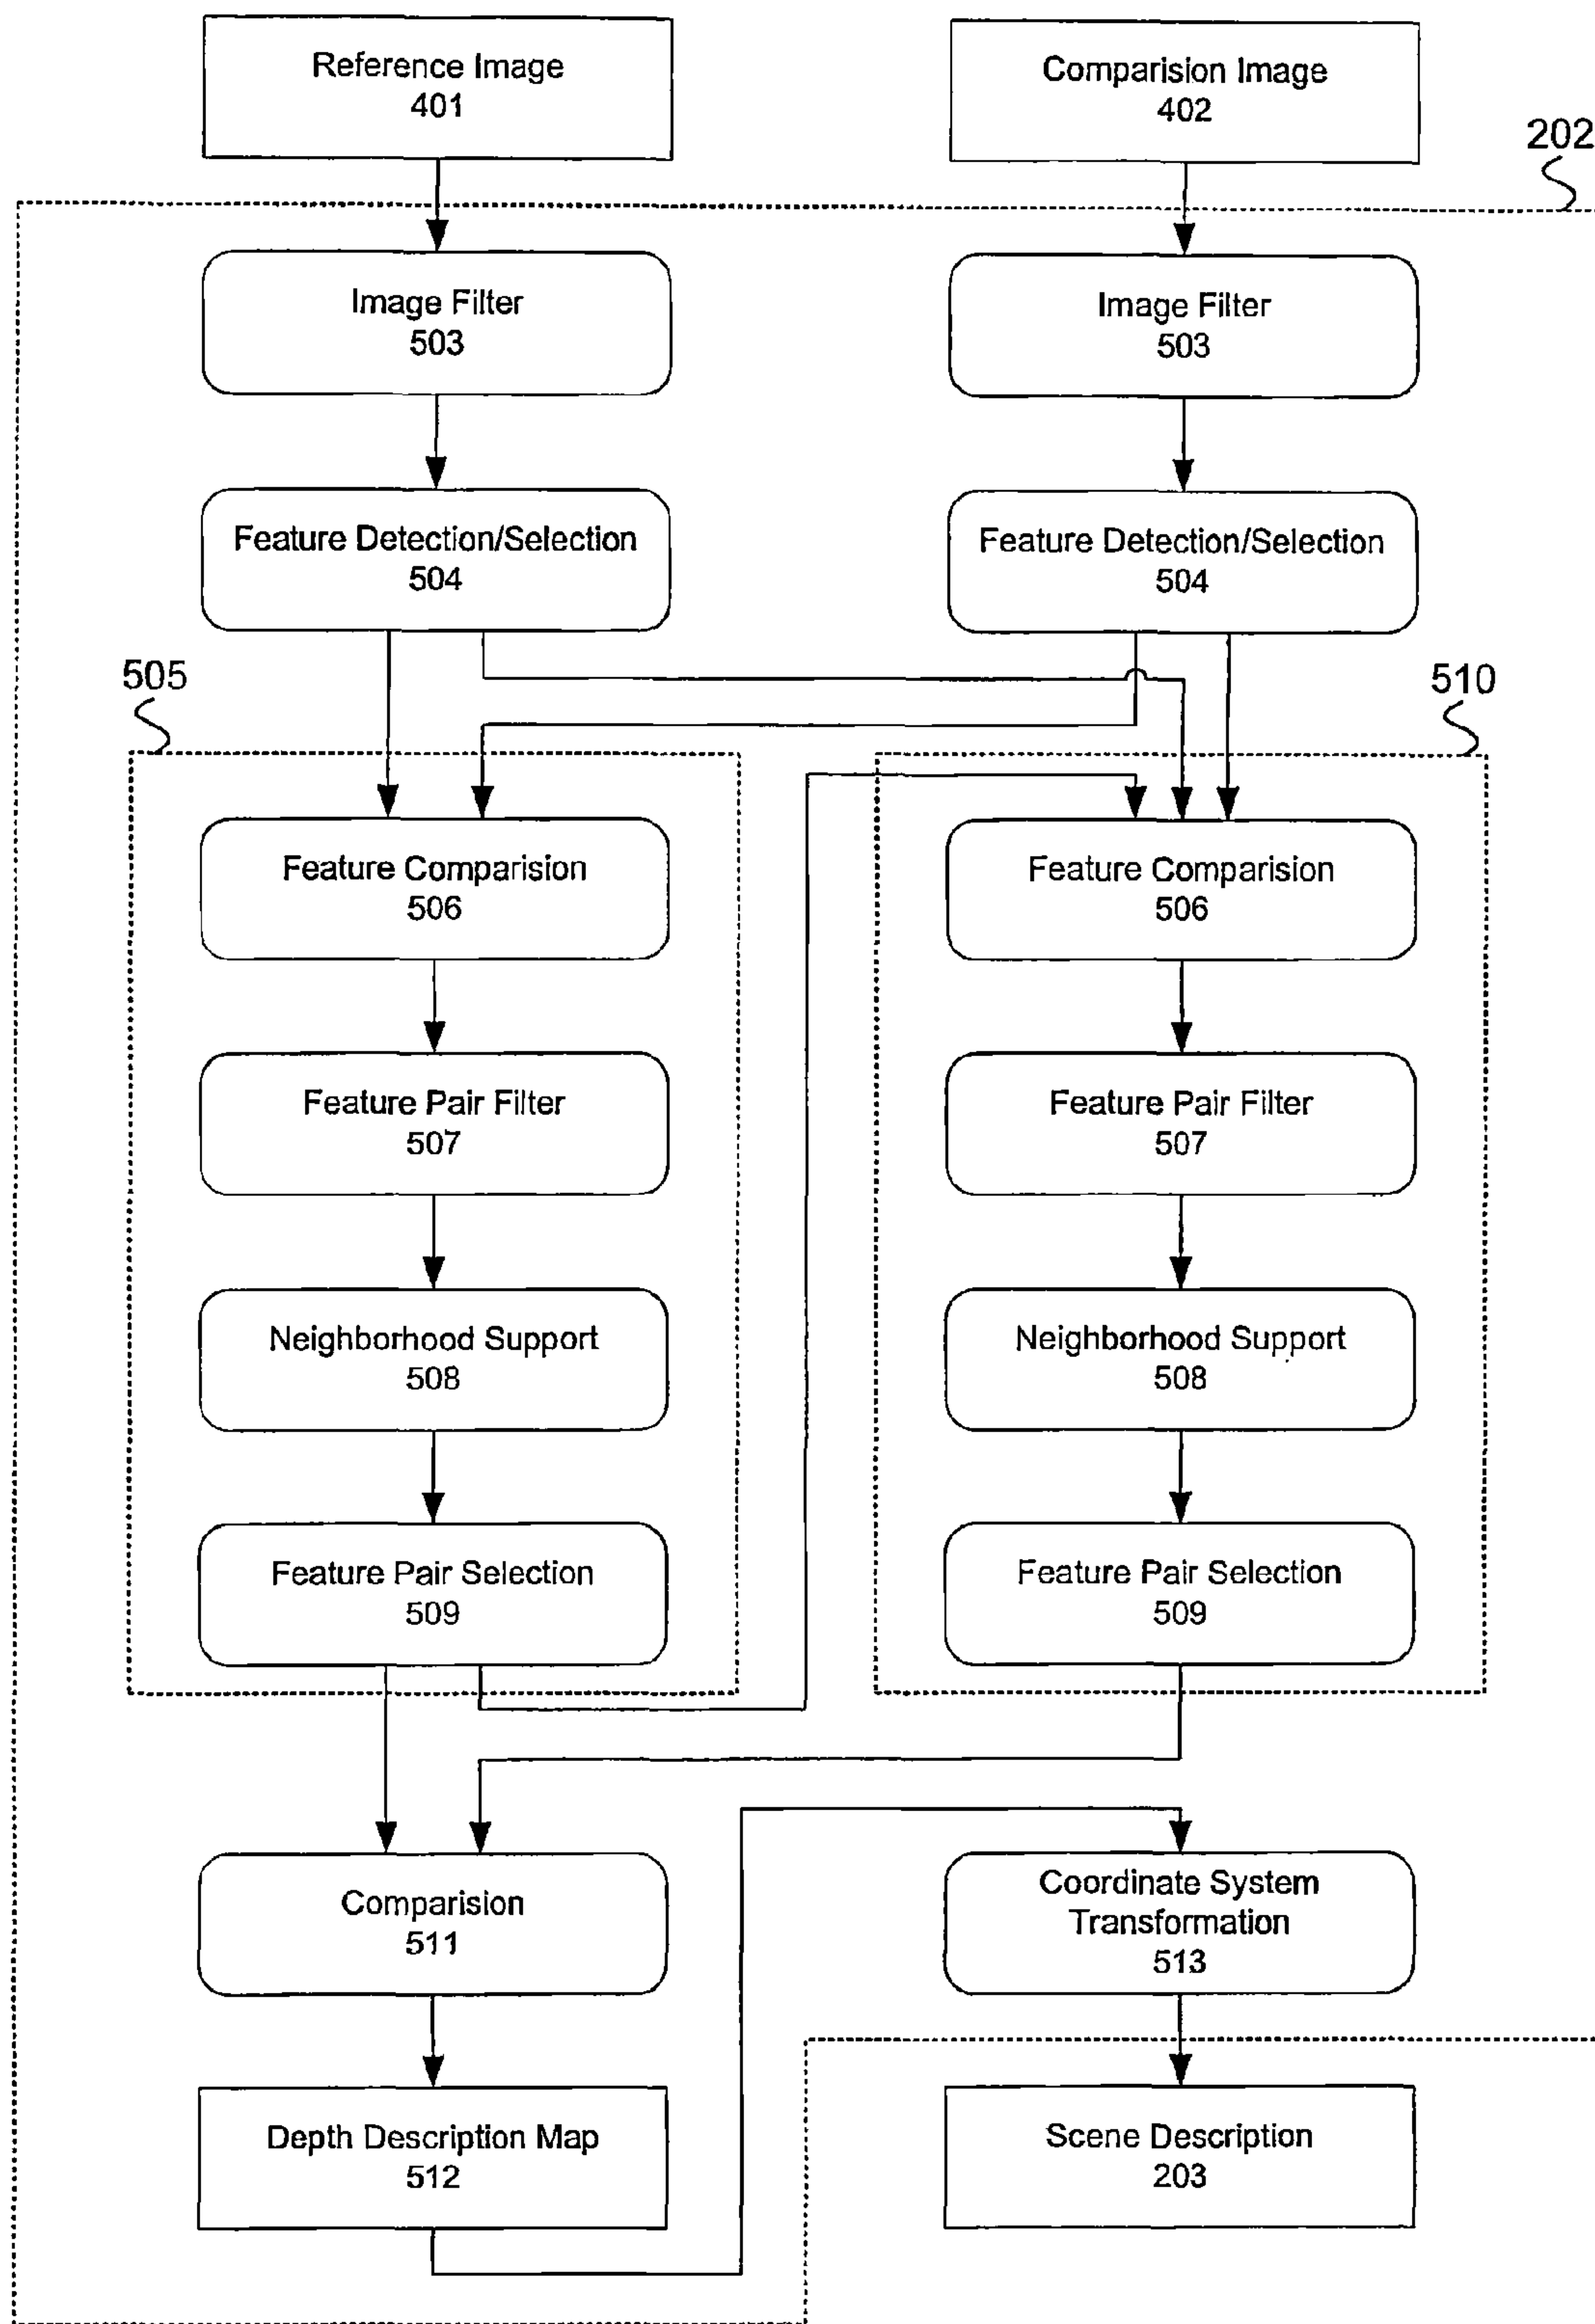 Reference Image
401
Comparision Image
402
202
Image Filter
503
Image Filter
503
Feature Detection/Selection
504
Feature Detection/Selection
504
505
510
Feature Comparision
506
Feature Comparision
506
Feature Pair Filter
507
Feature Pair Filter
507
Neighborhood Support
508
Neighborhood Support
508
Feature Pair Selection
509
Feature Pair Selection
509
Comparision
511
Coordinate System
Transformation
513
Depth Description Map
512
Scene Description
203